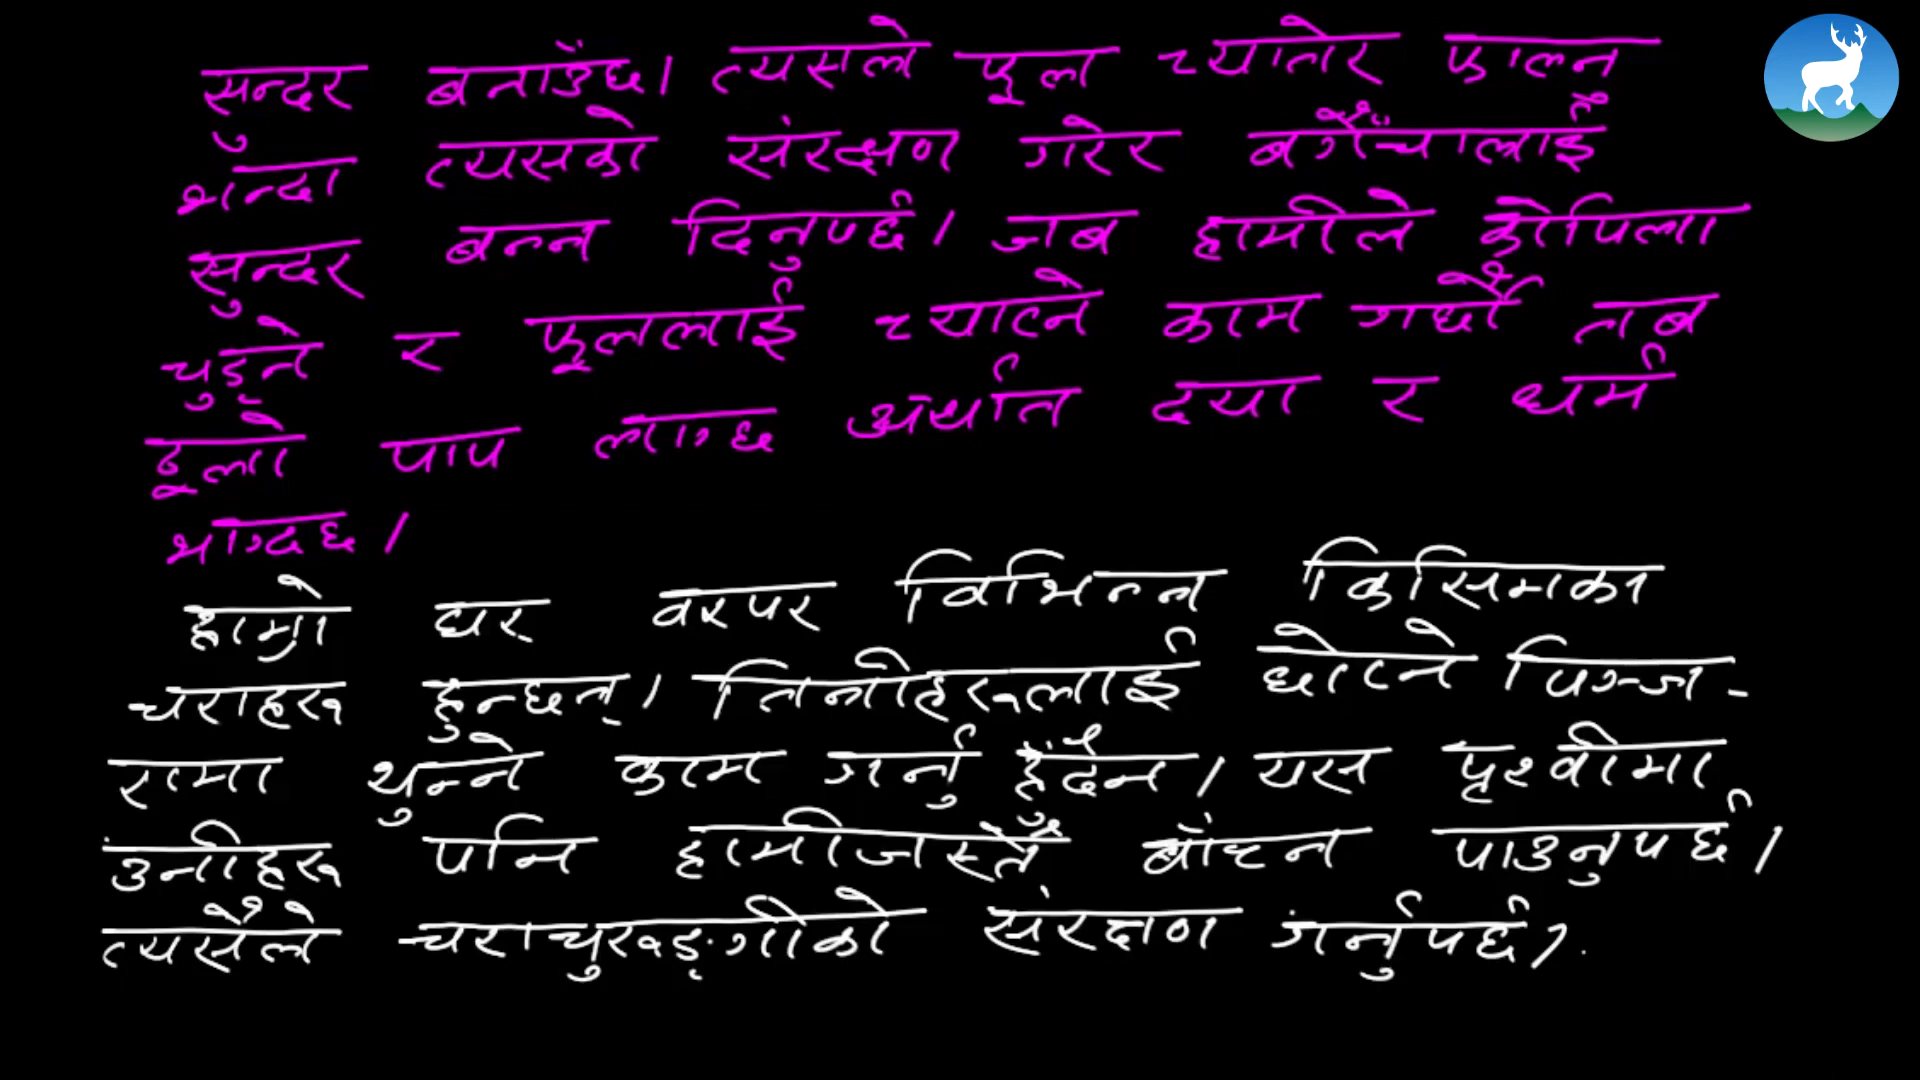 सुन्दर बनाउँछ। त्यसले फूल च्यातेर फाल्नु
भन्दा त्यसको संरक्षण गरेर बगैँचालाई
सुन्दर बन्न दिनुपर्छ। जब हामीले कोपिला
चुड्ने र फूललाई च्यात्ने काम गर्छौँ तब
ठूलो पाप लाग्छ अर्थात दया र धर्म
भाग्दछ।
हाम्रो घर वरपर विभिन्न किसिमका
चराहरू हुन्छन्। तिनीहरूलाई घोट्ने पिञ्ज-
रामा थुन्ने काम गर्नु हुँदैन। यस पृथ्वीमा
उनीहरू पनि हामीजस्तै बाँच्न पाउनुपर्छ।
त्यसैले चराचुरुङ्गीको संरक्षण गर्नुपर्छ।